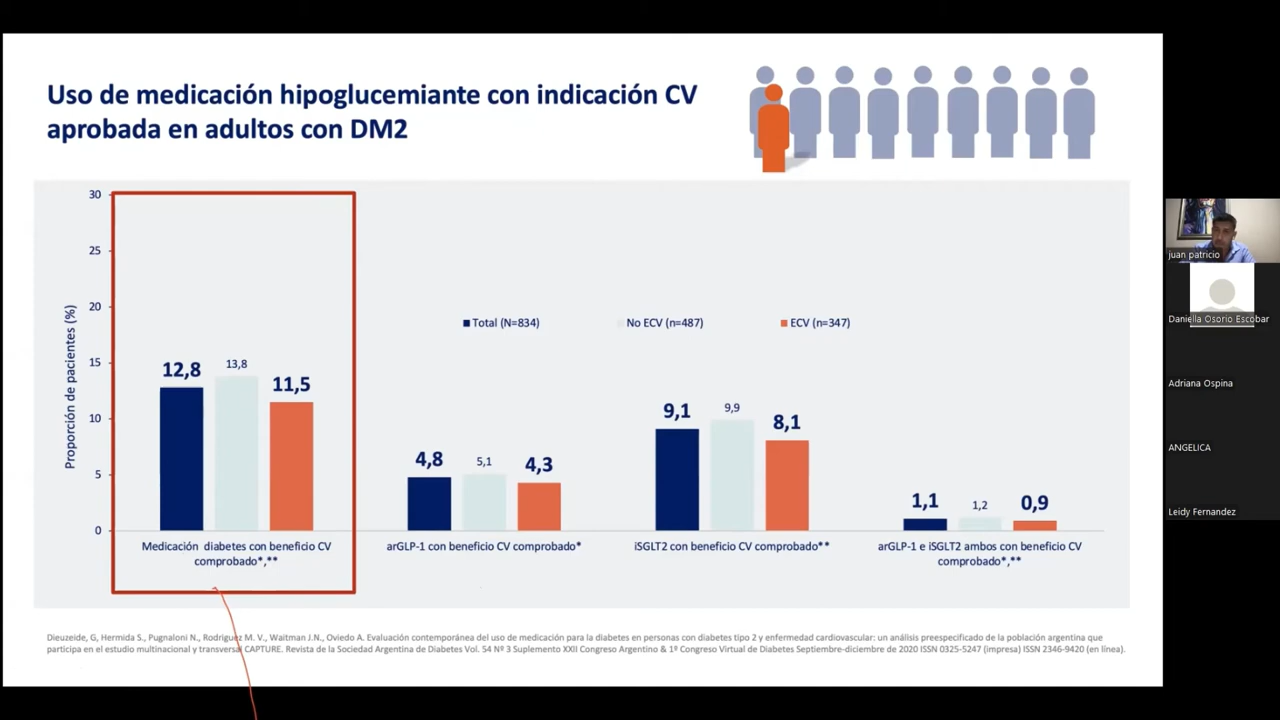 Uso de medicación hipoglucemiante con indicación CV
aprobada en adultos con DM2
30
25
20
15
10
5
0
Proporción de pacientes (%)
Total (N=834)
No ECV (n=487)
ECV (n=347)
12,8
13,8
11,5
4,8
5,1
4,3
9,1
9,9
8,1
1,1
1,2
0,9
Medicación diabetes con beneficio CV
comprobado*,**
arGLP-1 con beneficio CV comprobado*
iSGLT2 con beneficio CV comprobado**
arGLP-1 e iSGLT2 ambos con beneficio CV
comprobado*,**
Dieuzeide, G, Hermida S., Pugnaloni N., Rodriguez M. V., Waitman J.N., Oviedo A. Evaluación contemporánea del uso de medicación para la diabetes en personas con diabetes tipo 2 y enfermedad cardiovascular: un análisis preespecificado de la población argentina que
participa en el estudio multinacional y transversal CAPTURE. Revista de la Sociedad Argentina de Diabetes Vol. 54 Nº 3 Suplemento XXII Congreso Argentino & 1º Congreso Virtual de Diabetes Septiembre-diciembre de 2020 ISSN 0325-5247 (impresa) ISSN 2346-9420 (en línea).
juan patricio
Daniella Osorio Escobar
Adriana Ospina
ANGELICA
Leidy Fernandez